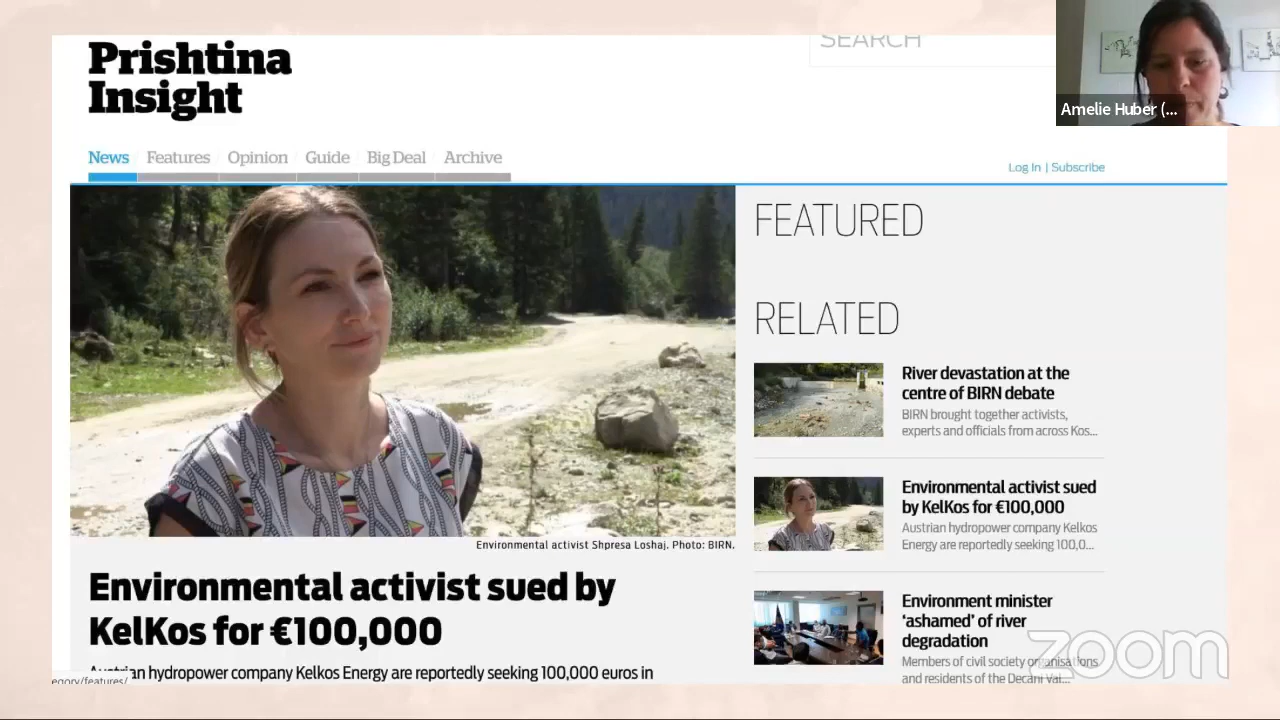 Prishtina
Insight
SEARCH
Amelie Huber (...
News
Features
Opinion
Guide
Big Deal
Archive
Log In | Subscribe
Environmental activist Shpresa Loshaj. Photo: BIRN.
Environmental activist sued by
KelKos for €100,000
Austrian hydropower company Kelkos Energy are reportedly seeking 100,000 euros in
egory/features/
FEATURED
RELATED
River devastation at the
centre of BIRN debate
BIRN brought together activists,
experts and officials from across Kos...
Environmental activist sued
by KelKos for €100,000
Austrian hydropower company Kelkos
Energy are reportedly seeking 100,0...
Environment minister
‘ashamed’ of river
degradation
Members of civil society organisations
and residents of the Decani Val...
zoom